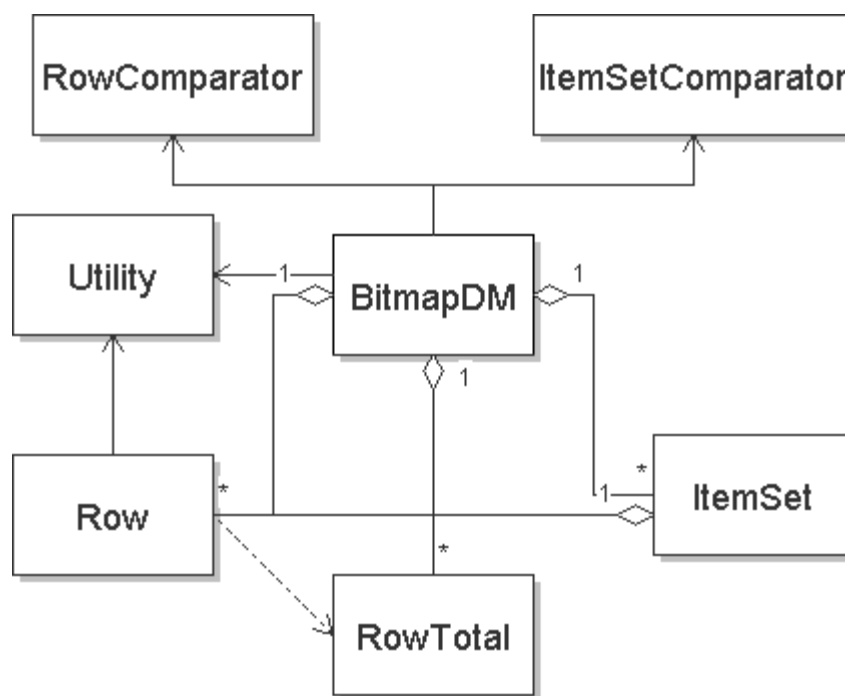 RowComparator
ItemSetComparator
Utility
1
BitmapDM
1
1
Row
*
*
1
ItemSet
*
RowTotal